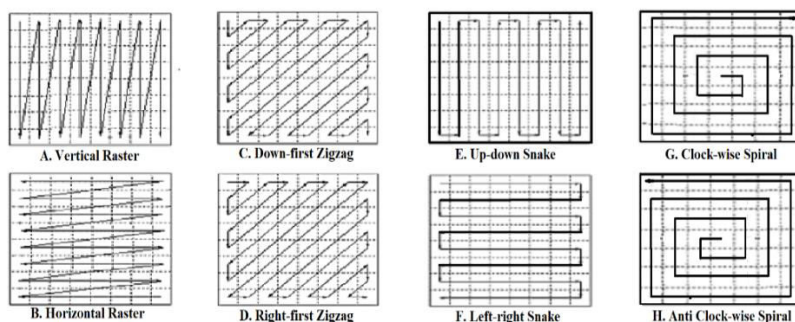 A. Vertical Raster
C. Down-first Zigzag
E. Up-down Snake
G. Clock-wise Spiral
B. Horizontal Raster
D. Right-first Zigzag
F. Left-right Snake
H. Anti Clock-wise Spiral